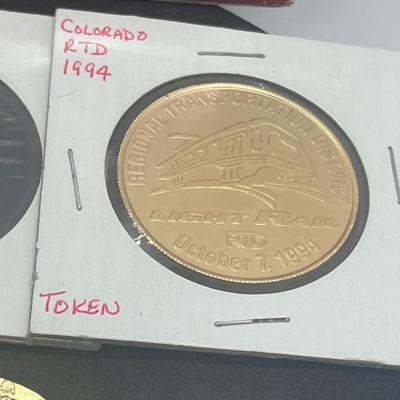 COLORADO
RTD
1994
REGIONAL TRANSPORTATION DISTRICT
LIGHT RAIL
RTD
October 7, 1994
TOKEN